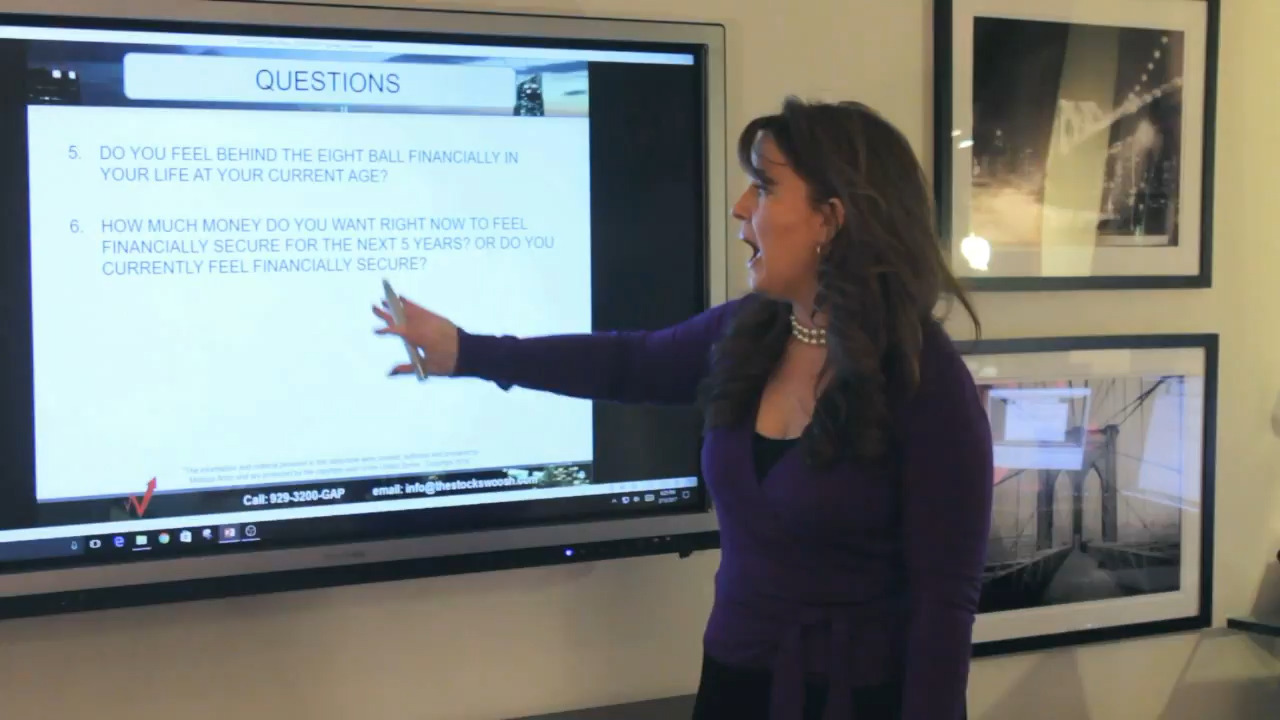 QUESTIONS
5. DO YOU FEEL BEHIND THE EIGHT BALL FINANCIALLY IN
YOUR LIFE AT YOUR CURRENT AGE?
6. HOW MUCH MONEY DO YOU WANT RIGHT NOW TO FEEL
FINANCIALLY SECURE FOR THE NEXT 5 YEARS? OR DO YOU
CURRENTLY FEEL FINANCIALLY SECURE?
Call: 929-3200-GAP email: info@thestockswoosh.com